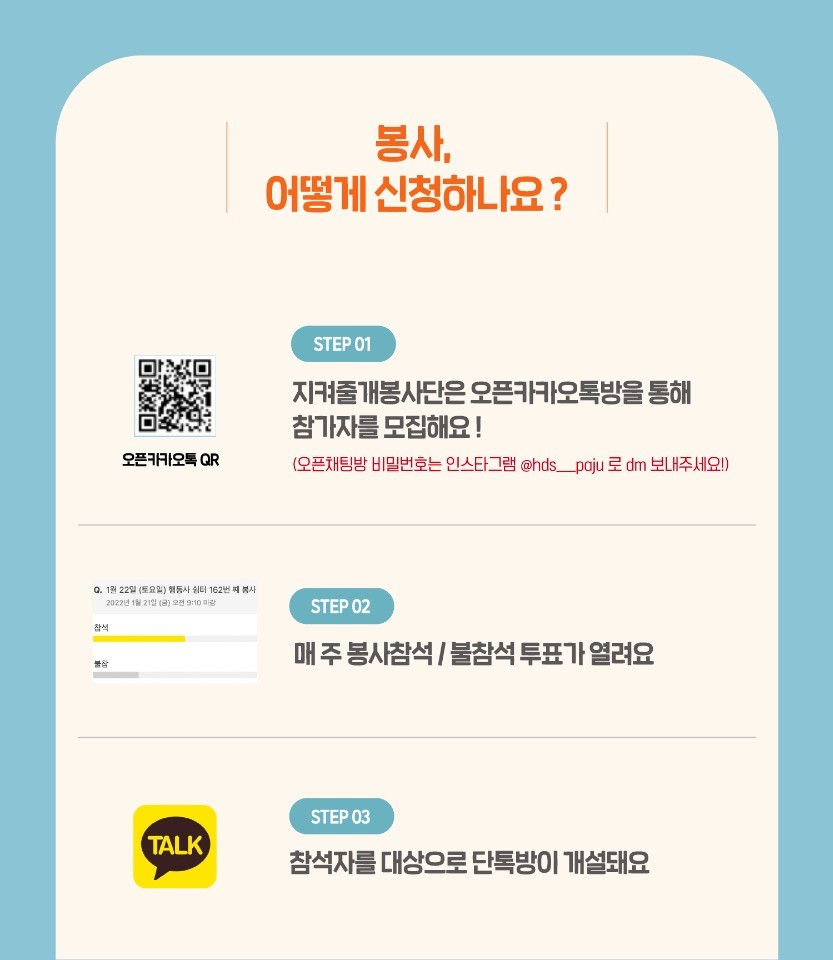 봉사,
어떻게 신청하나요?
STEP 01
지켜줄개봉사단은 오픈카카오톡방을 통해
참가자를 모집해요!
(오픈채팅방 비밀번호는 인스타그램 @hds__paju 로 dm 보내주세요!)
오픈카카오톡 QR
Q. 1월 22일 (토요일) 행동사 쉼터 162번 째 봉사
2022년 1월 21일 (금) 오전 9:10 마감
참석
불참
STEP 02
매 주 봉사참석 / 불참석 투표가 열려요
TALK
STEP 03
참석자를 대상으로 단톡방이 개설돼요